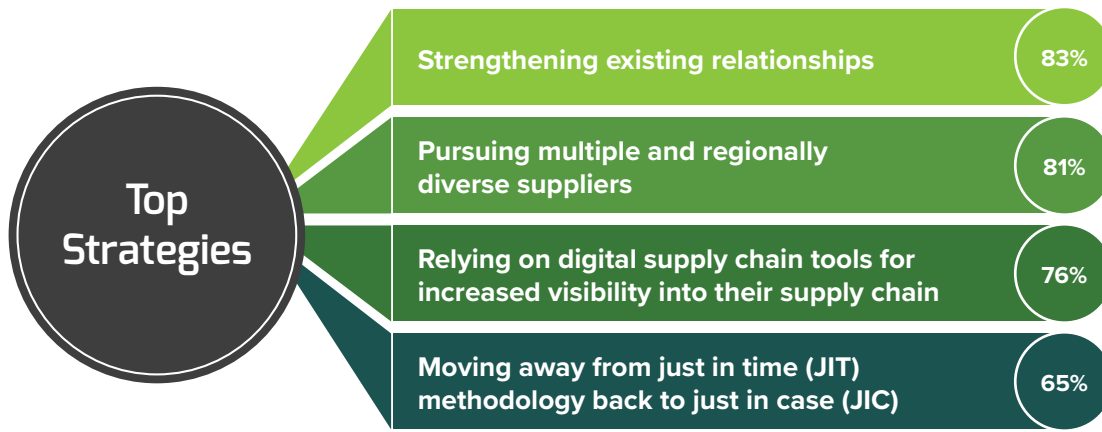 Top
Strategies
Strengthening existing relationships
83%
Pursuing multiple and regionally
diverse suppliers
81%
Relying on digital supply chain tools for
increased visibility into their supply chain
76%
Moving away from just in time (JIT)
methodology back to just in case (JIC)
65%